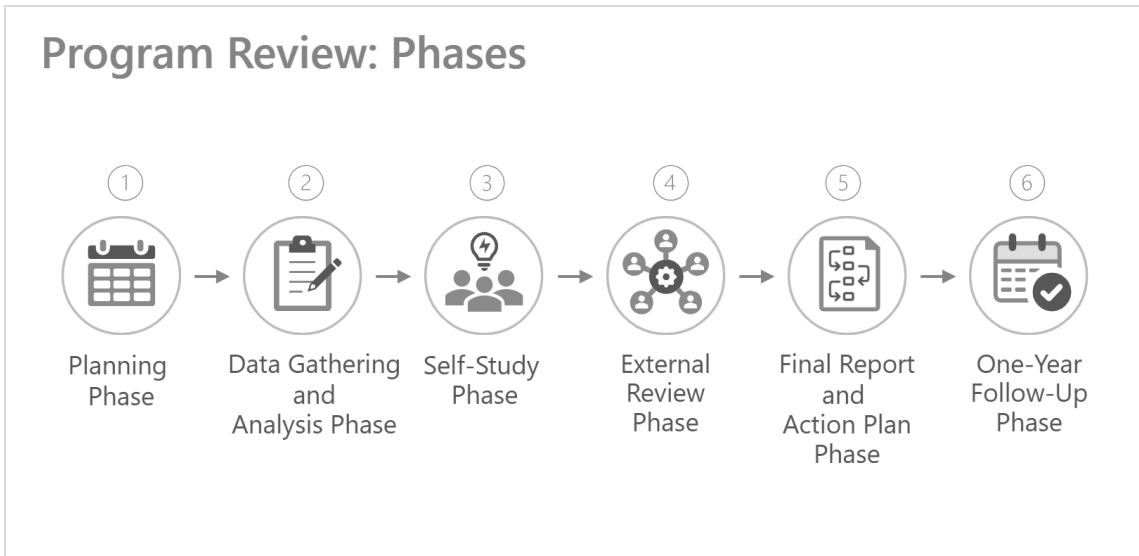 Program Review: Phases
1
Planning
Phase
2
Data Gathering
and
Analysis Phase
3
Self-Study
Phase
4
External
Review
Phase
5
Final Report
and
Action Plan
Phase
6
One-Year
Follow-Up
Phase